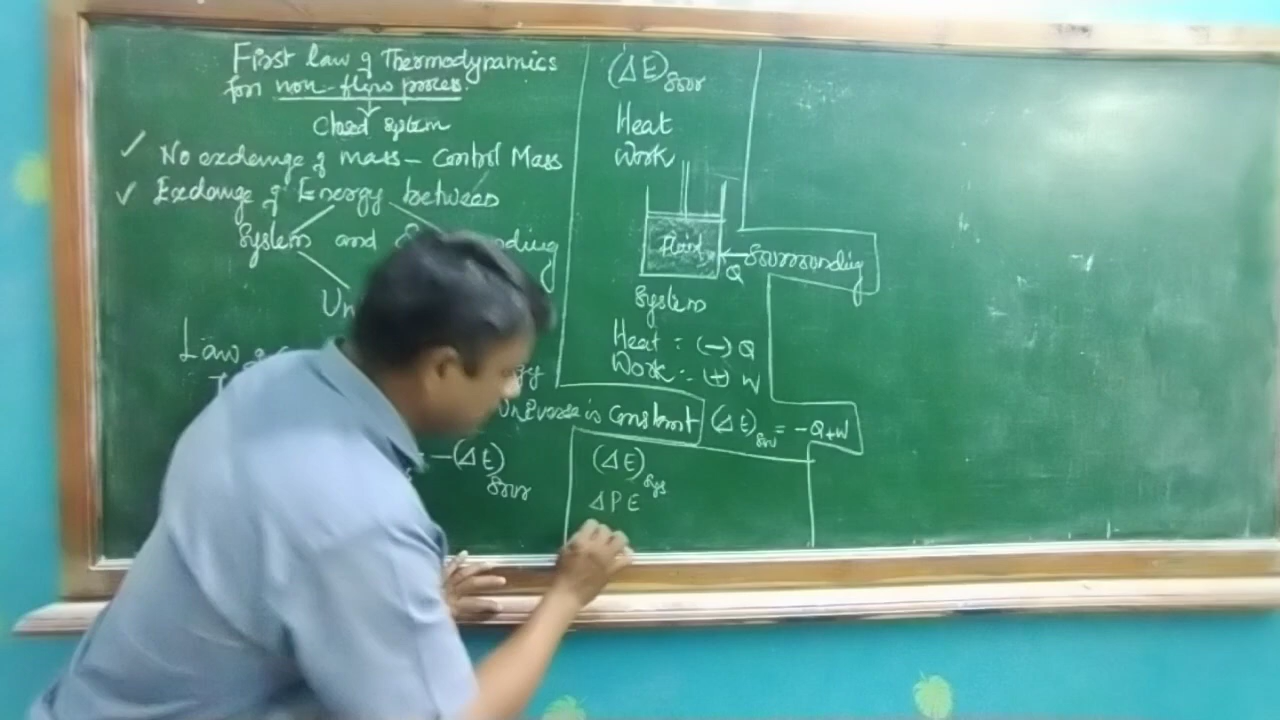 First law of Thermodynamics
for non-flow process.
Closed System
✓ No exchange of mass - Control Mass
✓ Exchange of Energy between
System and
Un
Law of
Universe is Constant
= -(ΔE)Surr
(ΔE)Surr
Heat
Work
Fluid
Q
Surrounding
System
Heat : (-) Q
Work :- (+) W
(ΔE)Sur = -Q+W
(ΔE)Sys
ΔPE